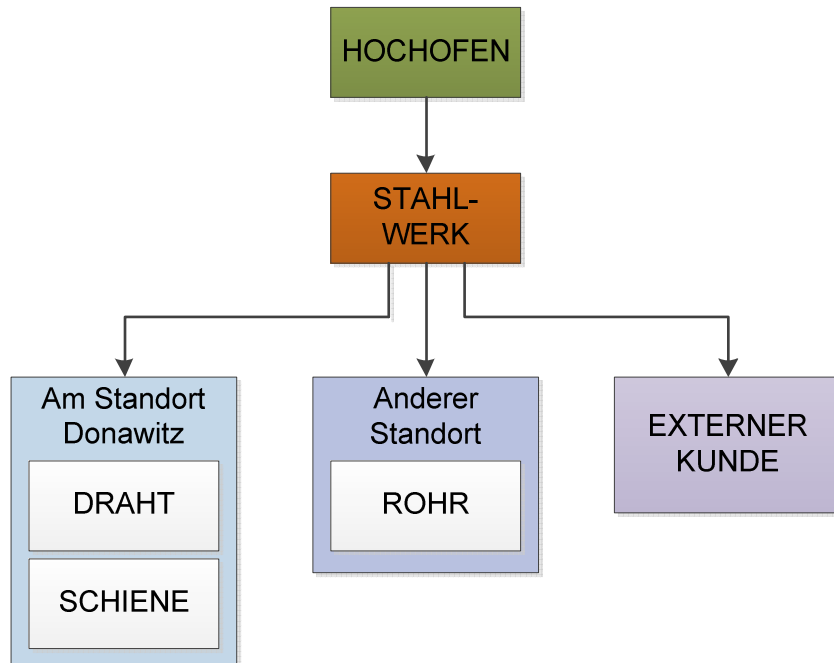 HOCHOFEN
STAHL-
WERK
Am Standort
Donawitz
DRAHT
SCHIENE
Anderer
Standort
ROHR
EXTERNER
KUNDE